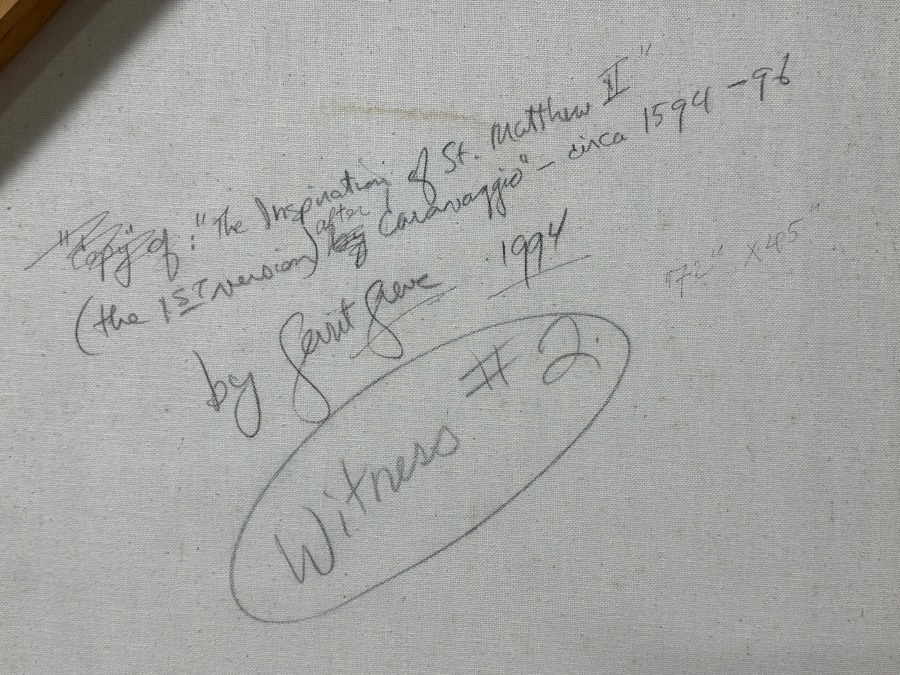 "Copy" of: "The Inspiration of St. Matthew II"
(the 1ST version) after by Caravaggio" - circa 1594-96
by Gerrit Greve 1994
72" x 45"
Witness #2.